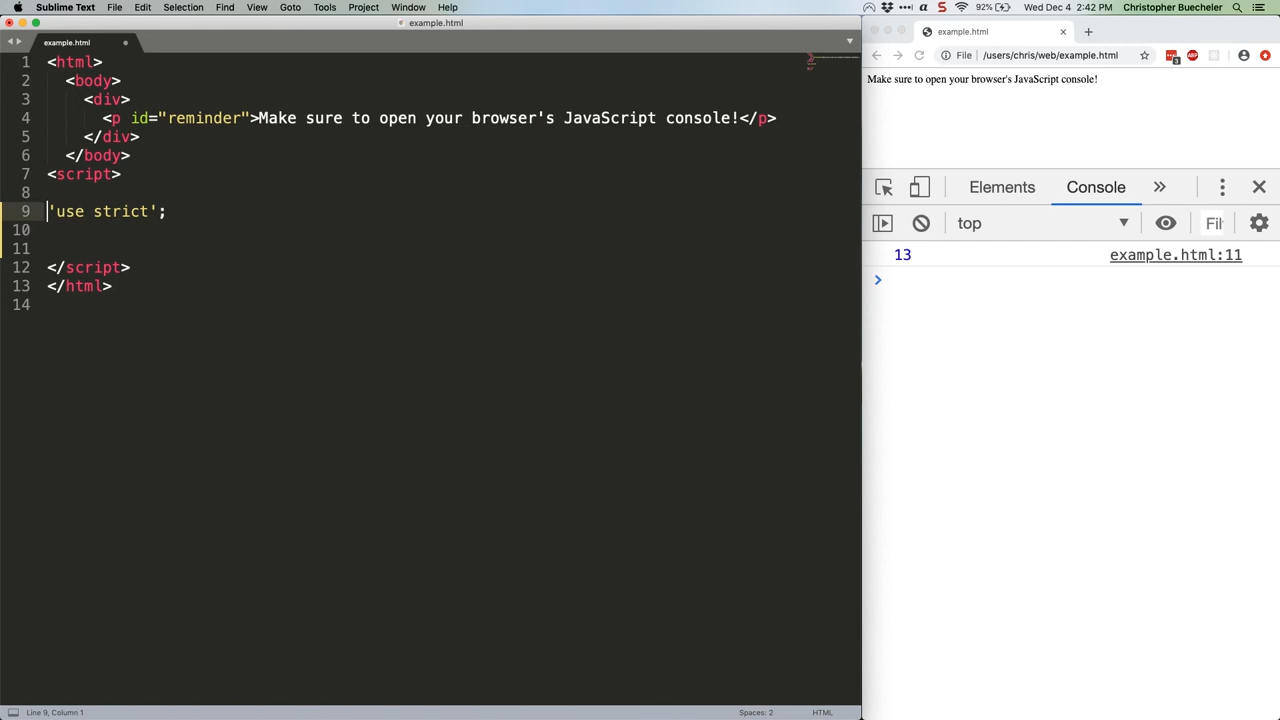 Sublime Text File Edit Selection Find View Goto Tools Project Window Help
92% Wed Dec 4 2:42 PM Christopher Buecheler
example.html
example.html
1 <html>
2 <body>
3 <div>
4 <p id="reminder">Make sure to open your browser's JavaScript console!</p>
5 </div>
6 </body>
7 <script>
8
9 'use strict';
10
11
12 </script>
13 </html>
14
Line 9, Column 1 Spaces: 2 HTML
example.html
File /users/chris/web/example.html
Make sure to open your browser's JavaScript console!
Elements Console
top Fil
13 example.html:11